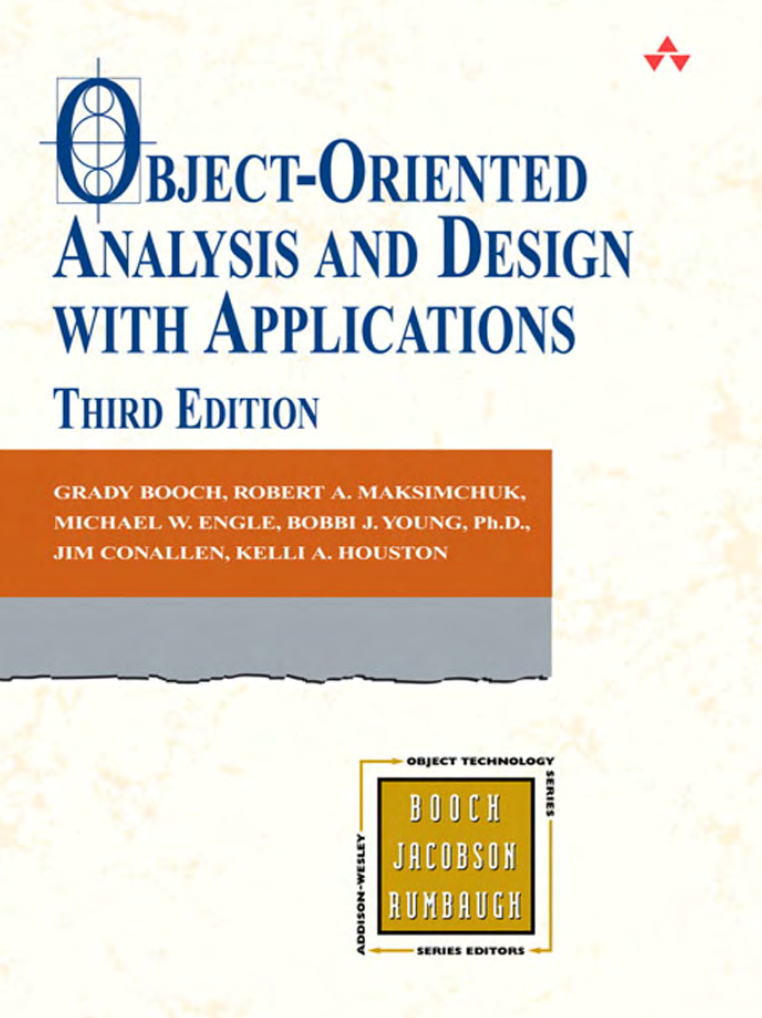 OBJECT-ORIENTED
ANALYSIS AND DESIGN
WITH APPLICATIONS
THIRD EDITION
GRADY BOOCH, ROBERT A. MAKSIMCHUK,
MICHAEL W. ENGLE, BOBBI J. YOUNG, Ph.D.,
JIM CONALLEN, KELLI A. HOUSTON
OBJECT TECHNOLOGY
SERIES
BOOCH
JACOBSON
RUMBAUGH
ADDISON-WESLEY
SERIES EDITORS